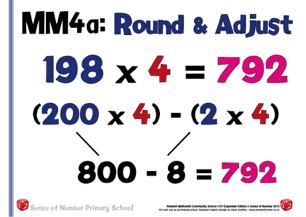 MM4a: Round & Adjust
198 x 4 = 792
(200 x 4) - (2 x 4)
800 - 8 = 792
Sense of Number Primary School